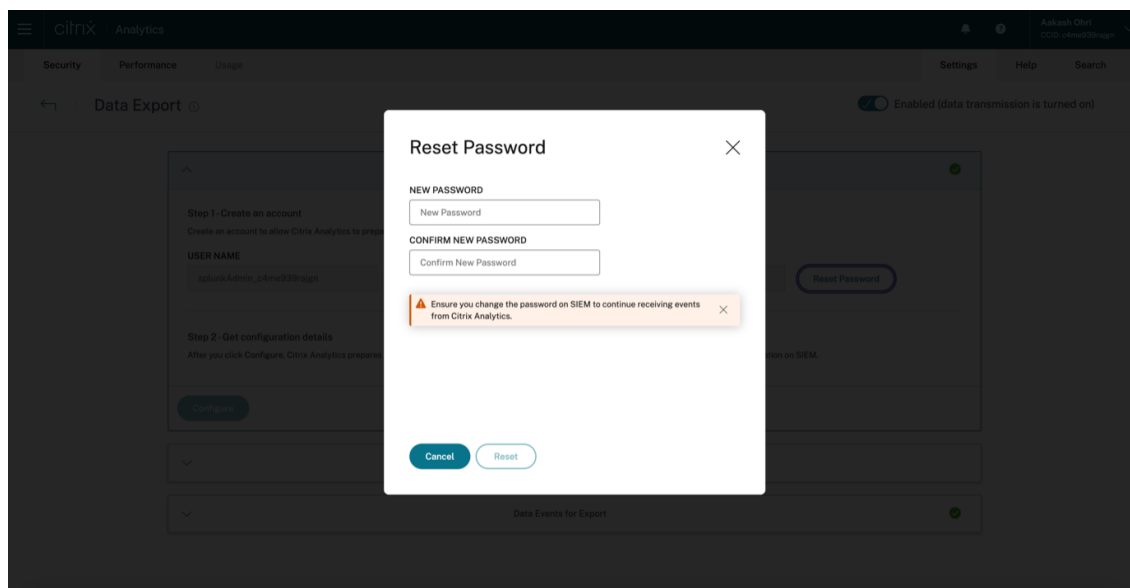 citrix Analytics
Aakash Ohri
Security Performance Usage
Settings Help Search
Data Export
Enabled (data transmission is turned on)
Reset Password
NEW PASSWORD
New Password
CONFIRM NEW PASSWORD
Confirm New Password
Ensure you change the password on SIEM to continue receiving events
from Citrix Analytics.
Cancel Reset
Step 1 - Create an account
Create an account to allow Citrix Analytics to prepa
USER NAME
Reset Password
Step 2 - Get configuration details
After you click Configure, Citrix Analytics prepares
ation on SIEM.
Configure
Data Events for Export